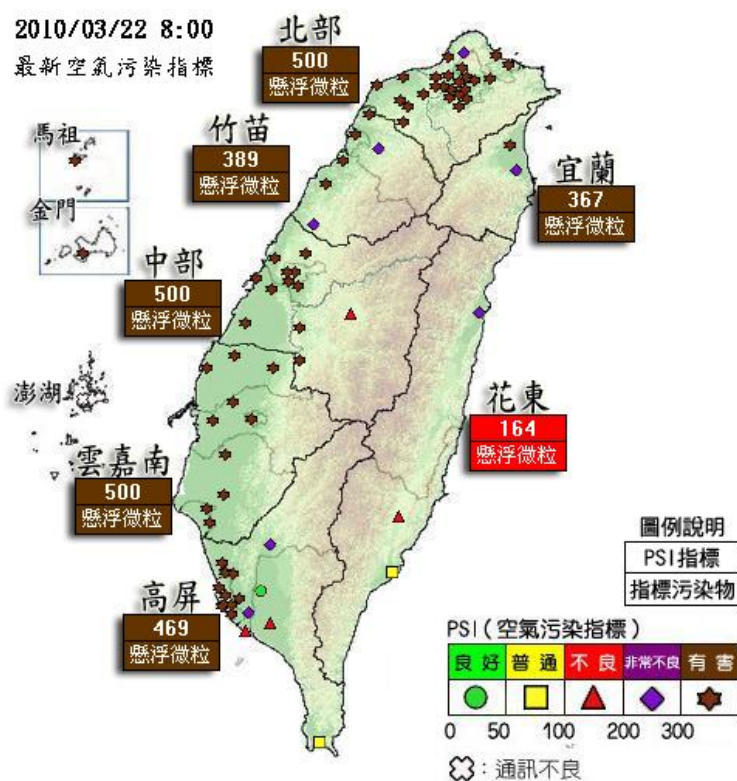 2010/03/22 8:00
最新空氣污染指標
北部
500
懸浮微粒
馬祖
竹苗
389
懸浮微粒
宜蘭
367
懸浮微粒
金門
中部
500
懸浮微粒
澎湖
花東
164
懸浮微粒
雲嘉南
500
懸浮微粒
高屏
469
懸浮微粒
圖例說明
PSI指標
指標污染物
PSI(空氣污染指標)
良好 普通 不良 非常不良 有害
0 50 100 200 300
：通訊不良